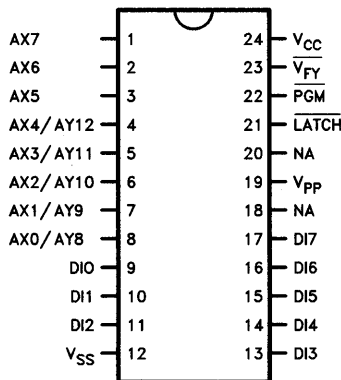 AX7 1 24 VCC
AX6 2 23 VFY
AX5 3 22 PGM
AX4/AY12 4 21 LATCH
AX3/AY11 5 20 NA
AX2/AY10 6 19 VPP
AX1/AY9 7 18 NA
AX0/AY8 8 17 DI7
DI0 9 16 DI6
DI1 10 15 DI5
DI2 11 14 DI4
VSS 12 13 DI3